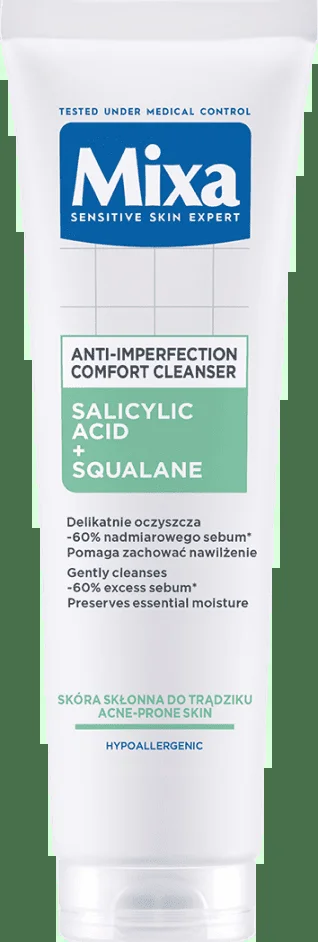 TESTED UNDER MEDICAL CONTROL
Mixa
SENSITIVE SKIN EXPERT
ANTI-IMPERFECTION
COMFORT CLEANSER
SALICYLIC
ACID
+
SQUALANE
Delikatnie oczyszcza
-60% nadmiarowego sebum*
Pomaga zachować nawilżenie
Gently cleanses
-60% excess sebum*
Preserves essential moisture
SKÓRA SKŁONNA DO TRĄDZIKU
ACNE-PRONE SKIN
HYPOALLERGENIC